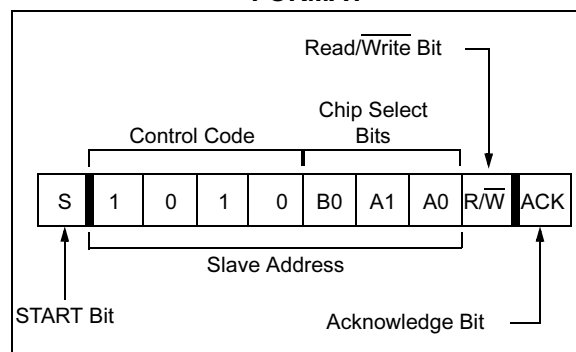 Read/Write Bit
Chip Select
Control Code Bits
S 1 0 1 0 B0 A1 A0 R/W ACK
Slave Address
START Bit
Acknowledge Bit